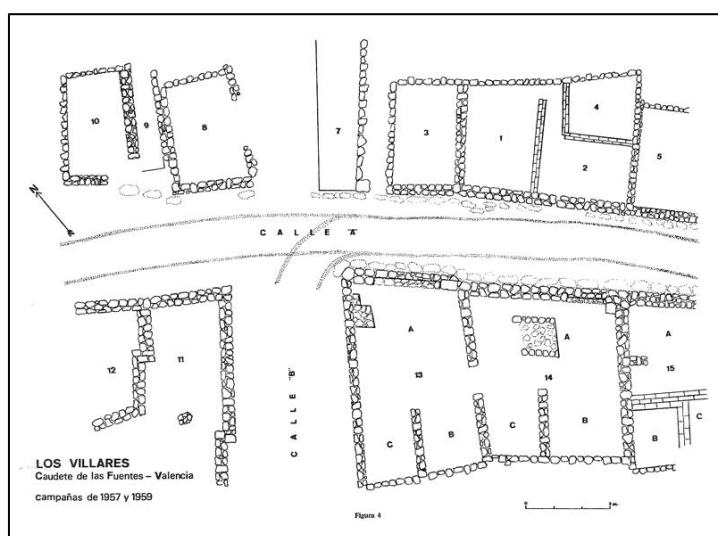 10
9
8
7
3
1
4
2
5
N
CALLE "A"
12
11
CALLE "B"
A
13
C
B
A
14
C
B
A
15
B
C
LOS VILLARES
Caudete de las Fuentes – Valencia
campañas de 1957 y 1959
Figura 4